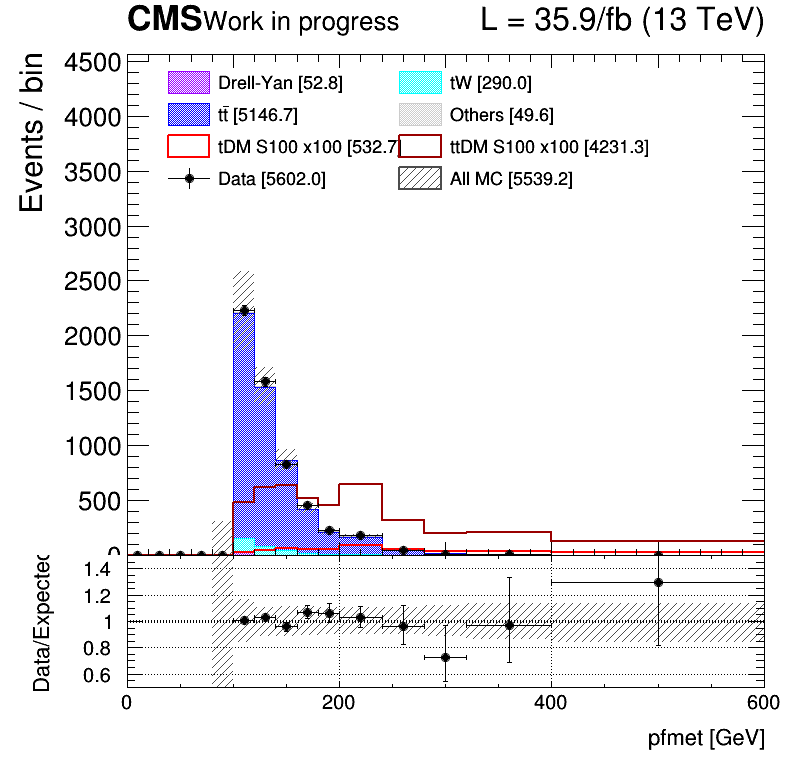 CMS Work in progress L = 35.9/fb (13 TeV)
Events / bin
4500
4000
3500
3000
2500
2000
1500
1000
500
0
Drell-Yan [52.8] tW [290.0]
tt̄ [5146.7] Others [49.6]
tDM S100 x100 [532.7] ttDM S100 x100 [4231.3]
Data [5602.0] All MC [5539.2]
Data/Expected
1.4
1.2
1
0.8
0.6
0 200 400 600
pfmet [GeV]